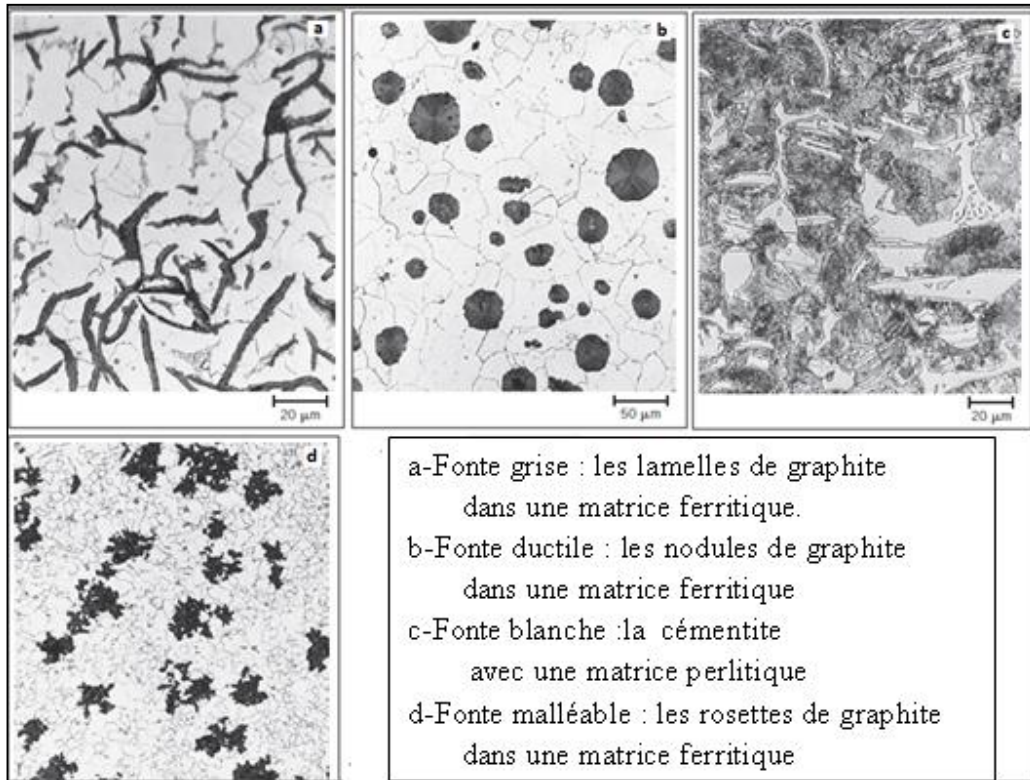 a
b
c
20 µm
50 µm
20 µm
d
a-Fonte grise : les lamelles de graphite
dans une matrice ferritique.
b-Fonte ductile : les nodules de graphite
dans une matrice ferritique
c-Fonte blanche :la cémentite
avec une matrice perlitique
d-Fonte malléable : les rosettes de graphite
dans une matrice ferritique